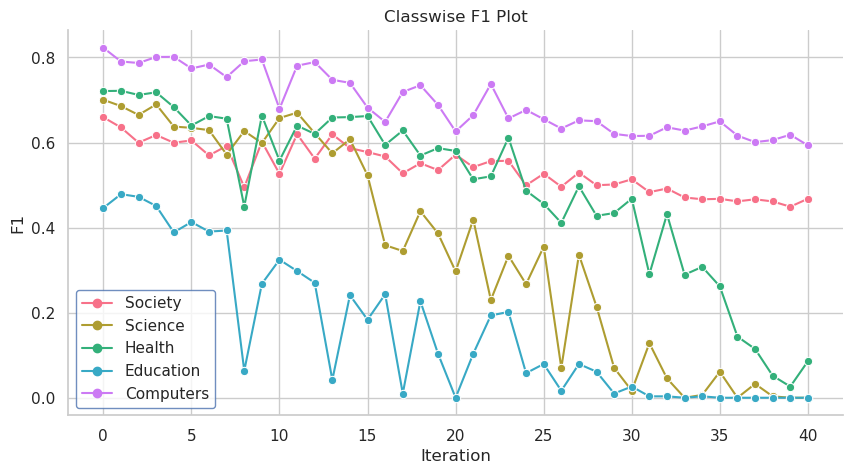 Classwise F1 Plot
F1
0.8
0.6
0.4
0.2
0.0
Society
Science
Health
Education
Computers
0 5 10 15 20 25 30 35 40
Iteration